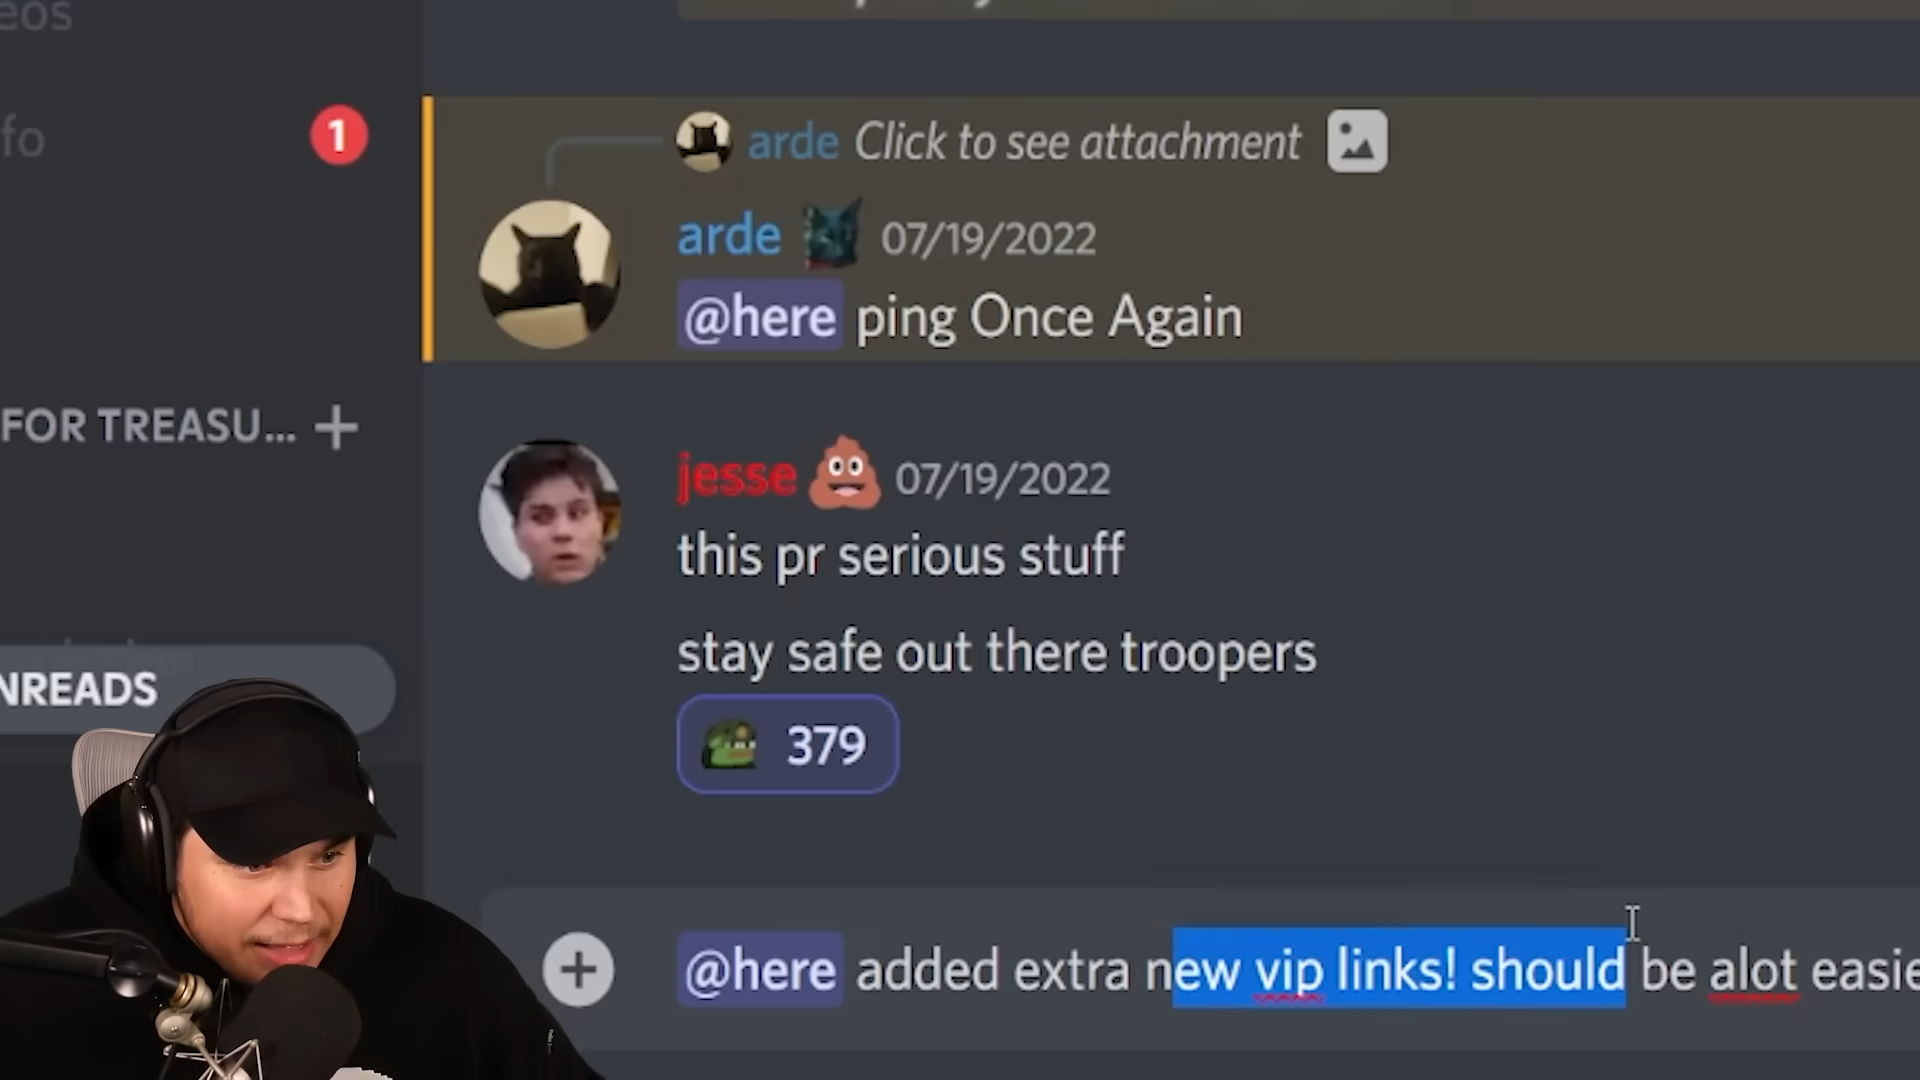 eos
fo
1
arde Click to see attachment
arde 07/19/2022
@here ping Once Again
FOR TREASU... +
jesse 07/19/2022
this pr serious stuff
stay safe out there troopers
NREADS
379
@here added extra new vip links! should be alot easie